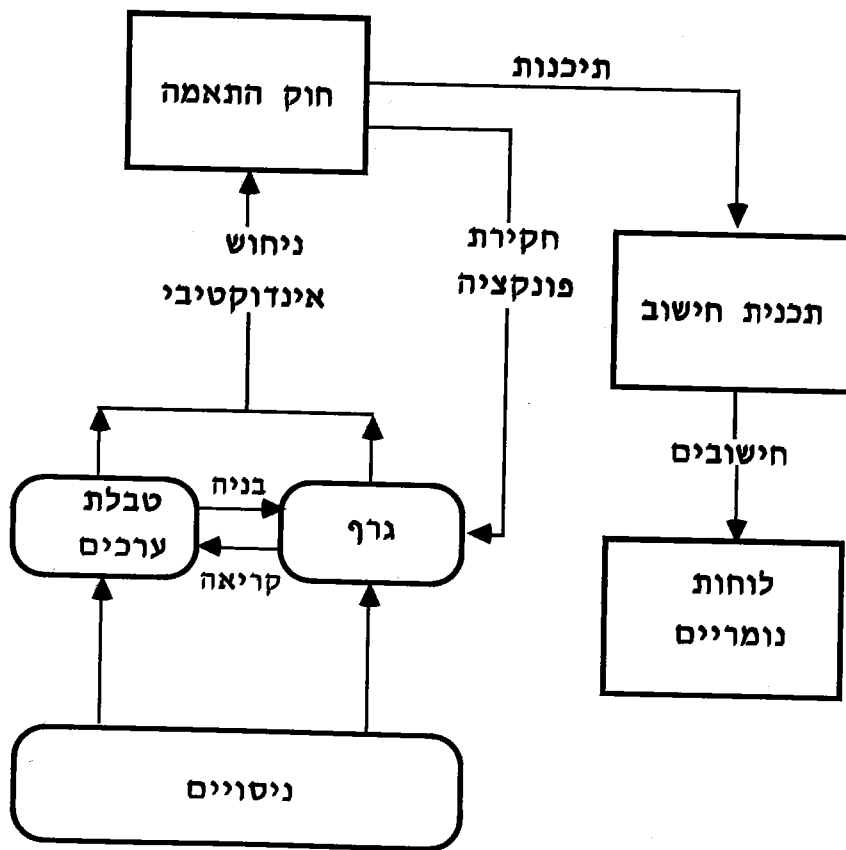 תיכנות
חוק התאמה
חקירת
פונקציה
ניחוש
אינדוקטיבי
תכנית חישוב
חישובים
טבלת
ערכים
בניה
גרף
קריאה
לוחות
נומריים
ניסויים